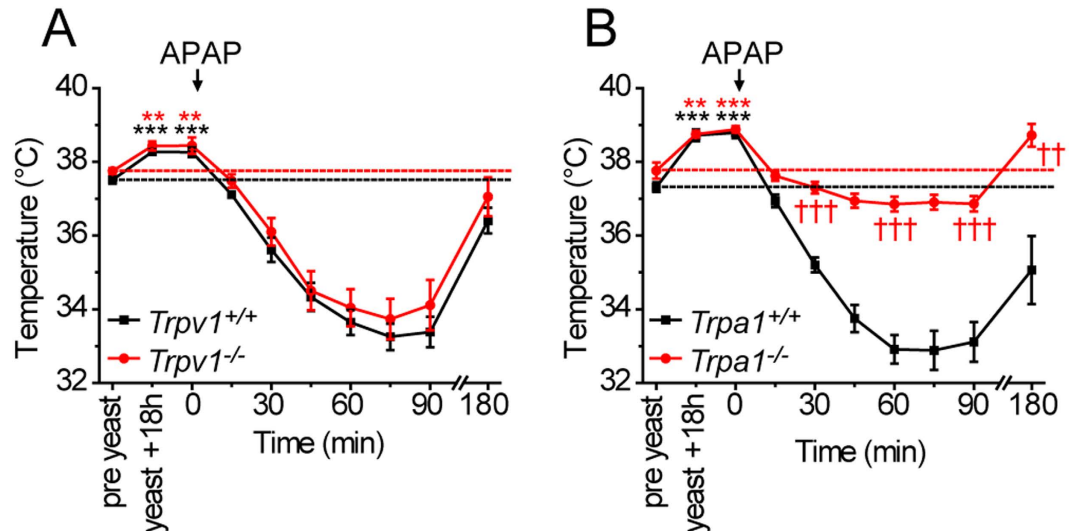 A
APAP
40
** **
*** ***
38
36
34
32
Temperature (°C)
Trpv1+/+
Trpv1-/-
pre yeast
yeast +18h
0
30
60
90
180
Time (min)
B
APAP
40
** ***
*** ***
38
36
34
32
Temperature (°C)
††
††† ††† †††
Trpa1+/+
Trpa1-/-
pre yeast
yeast +18h
0
30
60
90
180
Time (min)